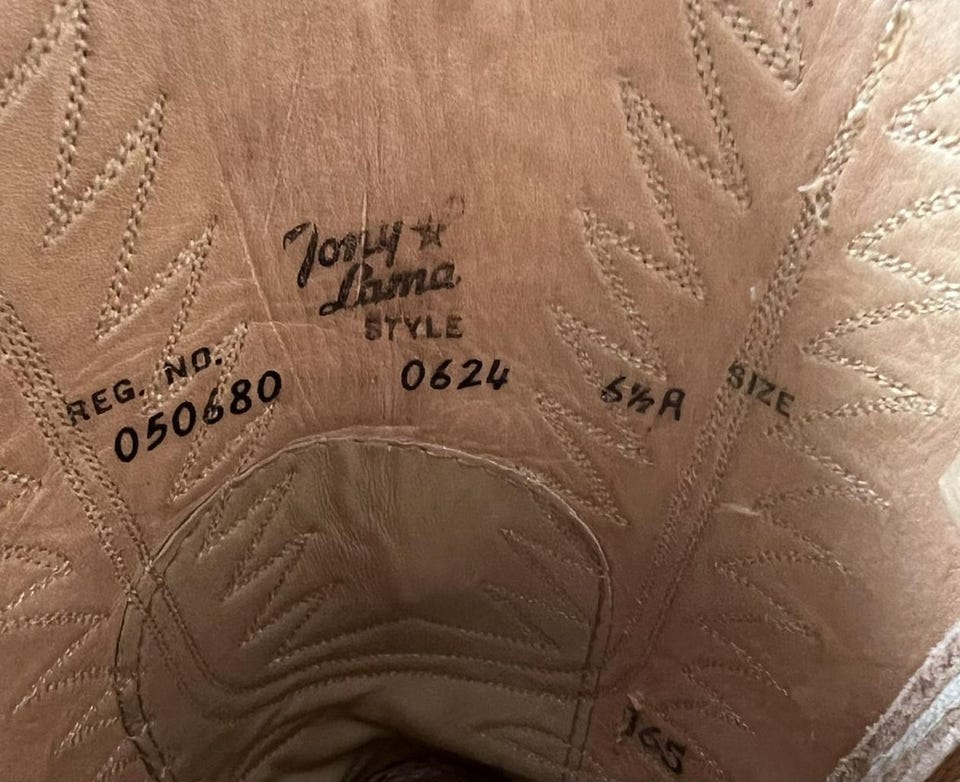 Tony
Lama
STYLE
REG. NO.
050680
0624
6½A
SIZE
165